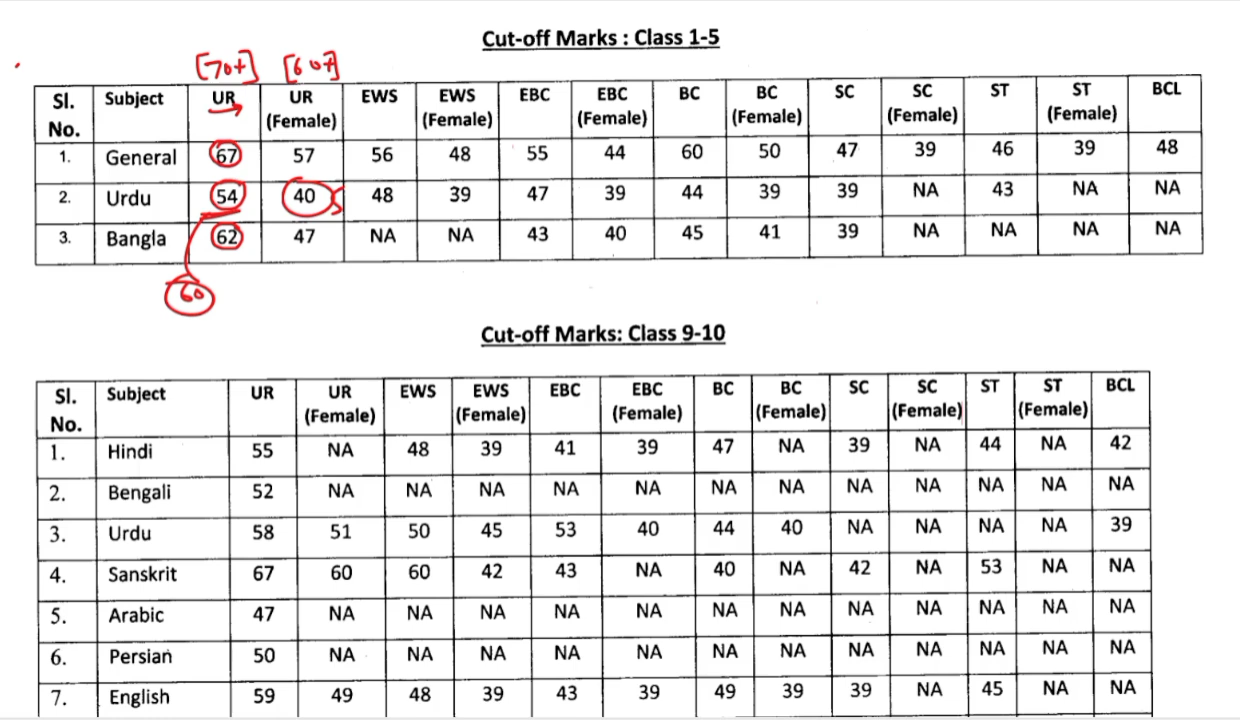 Cut-off Marks : Class 1-5
[70+] [60+]
Sl. No. Subject UR UR (Female) EWS EWS (Female) EBC EBC (Female) BC BC (Female) SC SC (Female) ST ST (Female) BCL
1. General 67 57 56 48 55 44 60 50 47 39 46 39 48
2. Urdu 54 40 48 39 47 39 44 39 39 NA 43 NA NA
3. Bangla 62 47 NA NA 43 40 45 41 39 NA NA NA NA
60
Cut-off Marks: Class 9-10
Sl. No. Subject UR UR (Female) EWS EWS (Female) EBC EBC (Female) BC BC (Female) SC SC (Female) ST ST (Female) BCL
1. Hindi 55 NA 48 39 41 39 47 NA 39 NA 44 NA 42
2. Bengali 52 NA NA NA NA NA NA NA NA NA NA NA NA
3. Urdu 58 51 50 45 53 40 44 40 NA NA NA NA 39
4. Sanskrit 67 60 60 42 43 NA 40 NA 42 NA 53 NA NA
5. Arabic 47 NA NA NA NA NA NA NA NA NA NA NA NA
6. Persian 50 NA NA NA NA NA NA NA NA NA NA NA NA
7. English 59 49 48 39 43 39 49 39 39 NA 45 NA NA